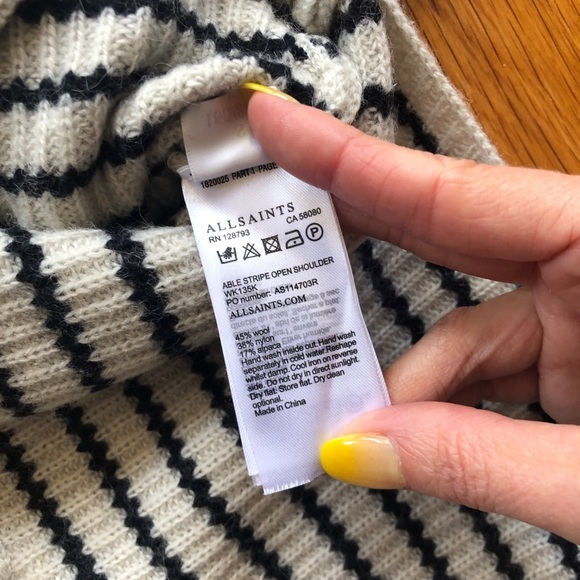 1820025 PART1 PAGE
ALLSAINTS
RN 128793 CA 58080
ABLE STRIPE OPEN SHOULDER
WK135K
PO number: AS114703R
ALLSAINTS.COM
45% wool
38% nylon
17% alpaca
Hand wash inside out. Hand wash
separately in cold water Reshape
whilst damp. Cool iron on reverse
side. Do not dry in direct sunlight.
Dry flat. Store flat. Dry clean
optional.
Made in China